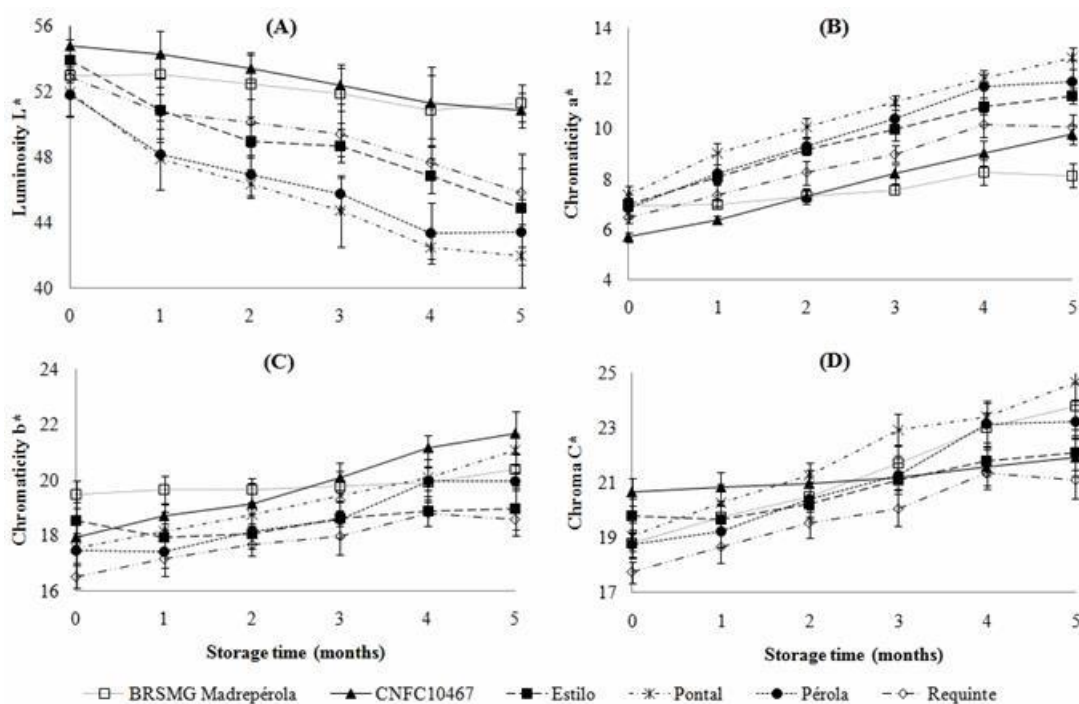 (A)
(B)
Luminosity L*
56
52
48
44
40
0 1 2 3 4 5
Chromaticity a*
14
12
10
8
6
4
0 1 2 3 4 5
(C)
(D)
Chromaticity b*
24
22
20
18
16
0 1 2 3 4 5
Storage time (months)
Chroma C*
25
23
21
19
17
0 1 2 3 4 5
Storage time (months)
BRSMG Madrepérola CNFC10467 Estilo Pontal Pérola Requinte